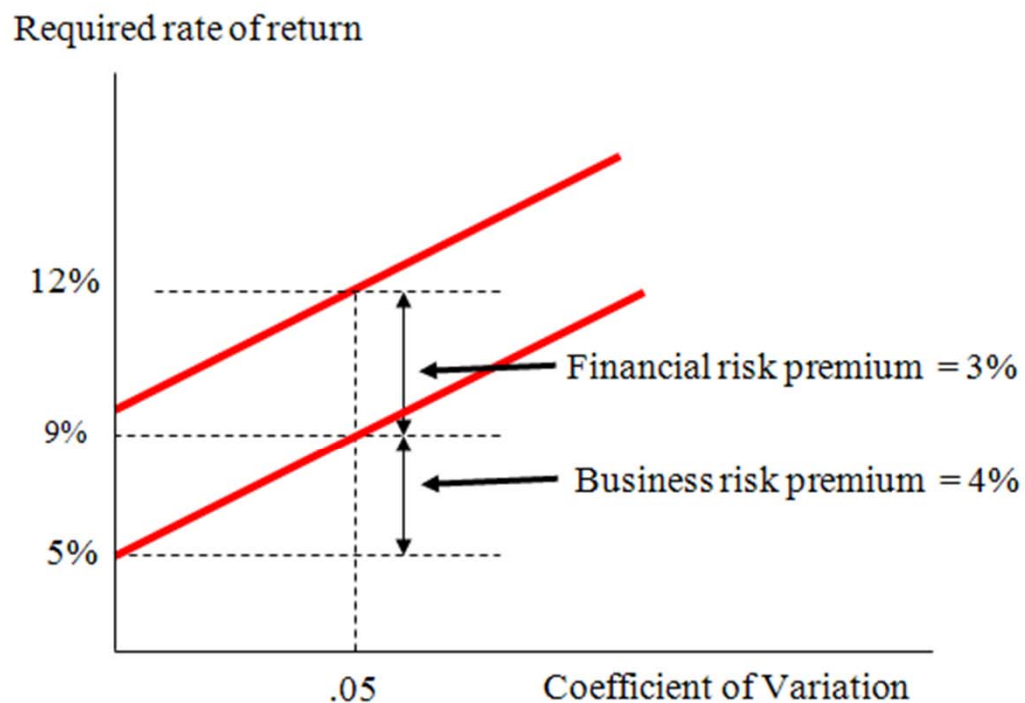 Required rate of return
12%
Financial risk premium = 3%
9%
Business risk premium = 4%
5%
.05
Coefficient of Variation